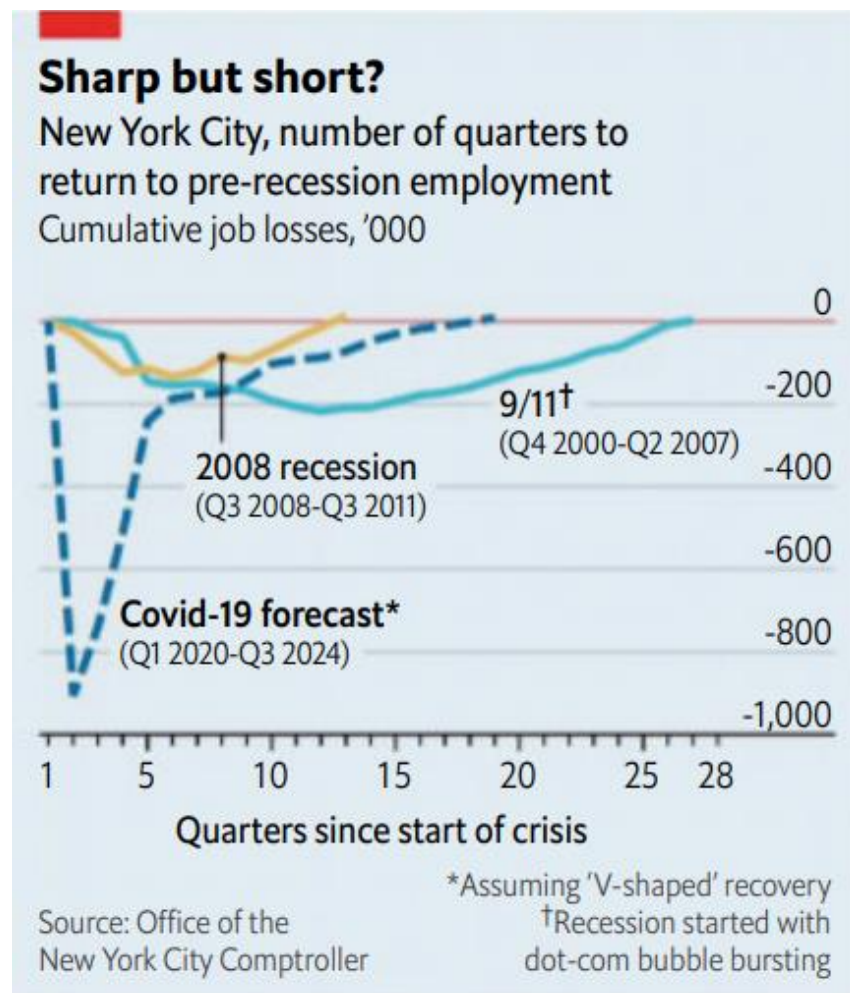 Sharp but short?
New York City, number of quarters to
return to pre-recession employment
Cumulative job losses, '000
0
-200
9/11†
(Q4 2000-Q2 2007)
-400
2008 recession
(Q3 2008-Q3 2011)
-600
Covid-19 forecast*
(Q1 2020-Q3 2024)
-800
-1,000
1 5 10 15 20 25 28
Quarters since start of crisis
*Assuming 'V-shaped' recovery
Source: Office of the
New York City Comptroller
†Recession started with
dot-com bubble bursting